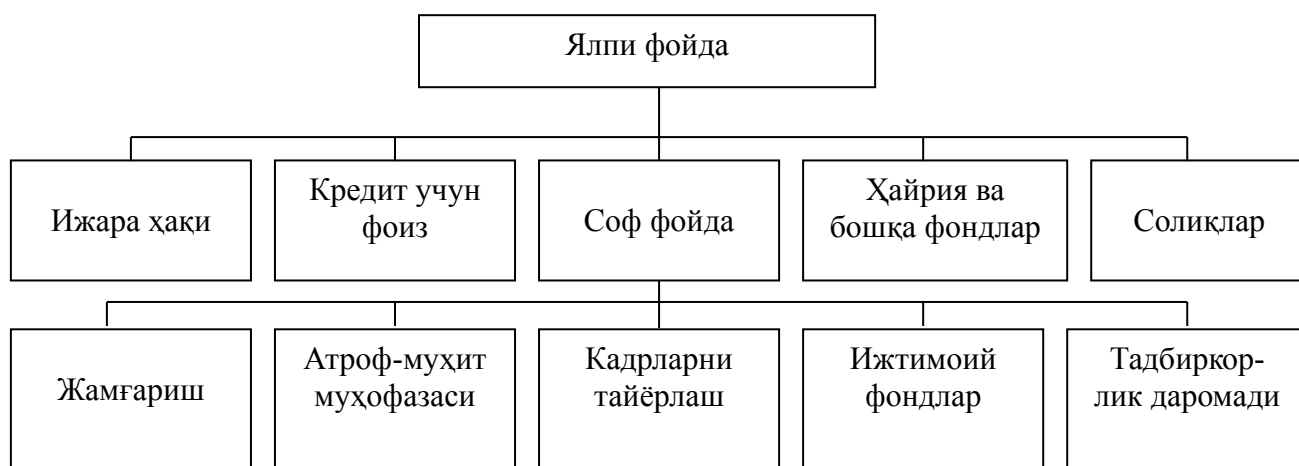 Ялпи фойда
Ижара ҳақи
Кредит учун
фоиз
Соф фойда
Ҳайрия ва
бошқа фондлар
Солиқлар
Жамғариш
Атроф-муҳит
муҳофазаси
Кадрларни
тайёрлаш
Ижтимоий
фондлар
Тадбиркор-
лик даромади